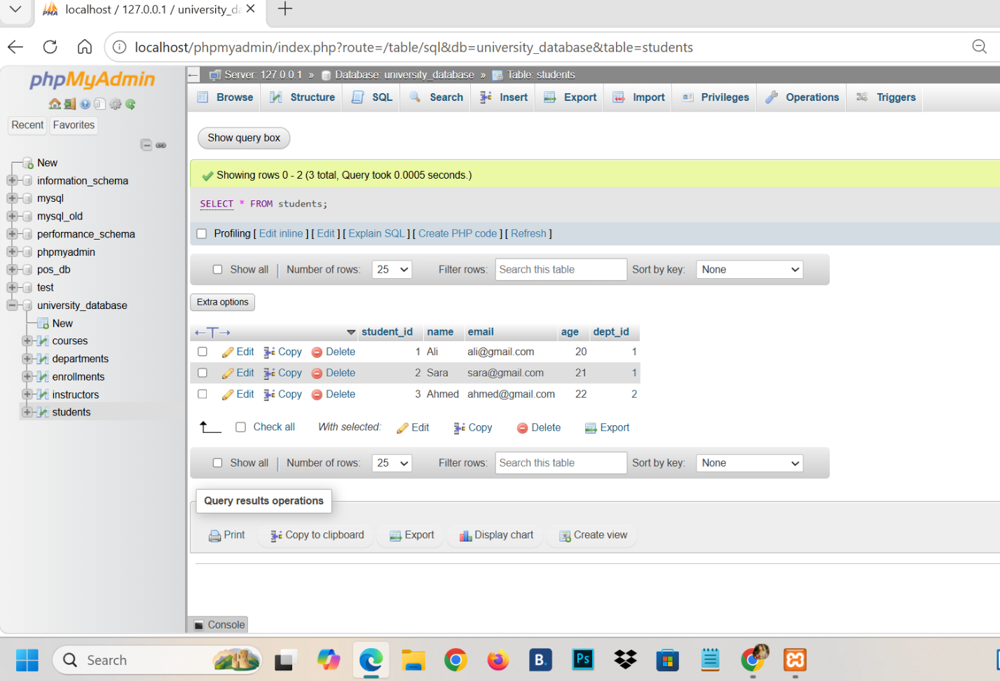 localhost / 127.0.0.1 / university_da
localhost/phpmyadmin/index.php?route=/table/sql&db=university_database&table=students
phpMyAdmin
Recent Favorites
New
information_schema
mysql
mysql_old
performance_schema
phpmyadmin
pos_db
test
university_database
New
courses
departments
enrollments
instructors
students
Server: 127.0.0.1 » Database: university_database » Table: students
Browse Structure SQL Search Insert Export Import Privileges Operations Triggers
Show query box
Showing rows 0 - 2 (3 total, Query took 0.0005 seconds.)
SELECT * FROM students;
Profiling [ Edit inline ] [ Edit ] [ Explain SQL ] [ Create PHP code ] [ Refresh ]
Show all | Number of rows: 25 Filter rows: Search this table Sort by key: None
Extra options
←T→ student_id name email age dept_id
Edit Copy Delete 1 Ali ali@gmail.com 20 1
Edit Copy Delete 2 Sara sara@gmail.com 21 1
Edit Copy Delete 3 Ahmed ahmed@gmail.com 22 2
Check all With selected: Edit Copy Delete Export
Show all | Number of rows: 25 Filter rows: Search this table Sort by key: None
Query results operations
Print Copy to clipboard Export Display chart Create view
Console
Search B. Ps